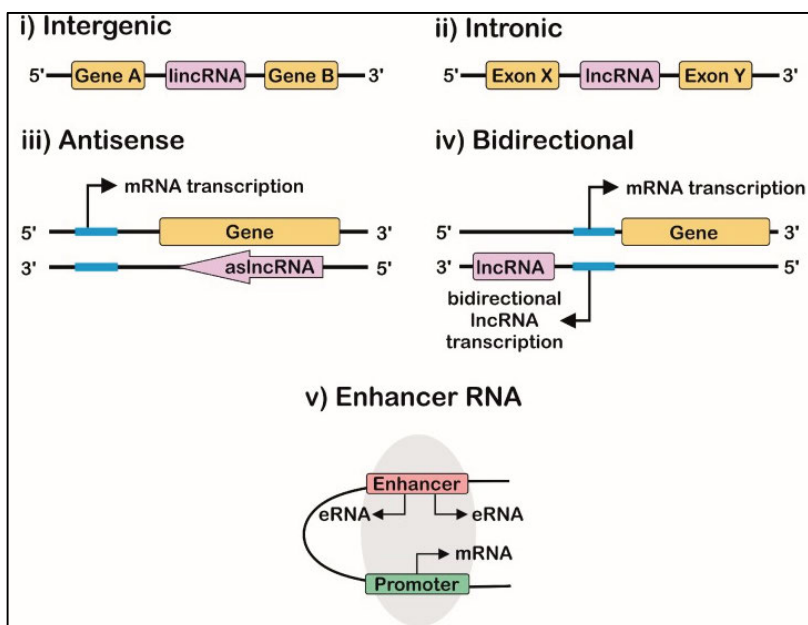 i) Intergenic
5' Gene A lincRNA Gene B 3'
ii) Intronic
5' Exon X lncRNA Exon Y 3'
iii) Antisense
mRNA transcription
5' Gene 3'
3' aslncRNA 5'
iv) Bidirectional
mRNA transcription
5' Gene 3'
3' lncRNA 5'
bidirectional
lncRNA
transcription
v) Enhancer RNA
Enhancer
eRNA eRNA
mRNA
Promoter